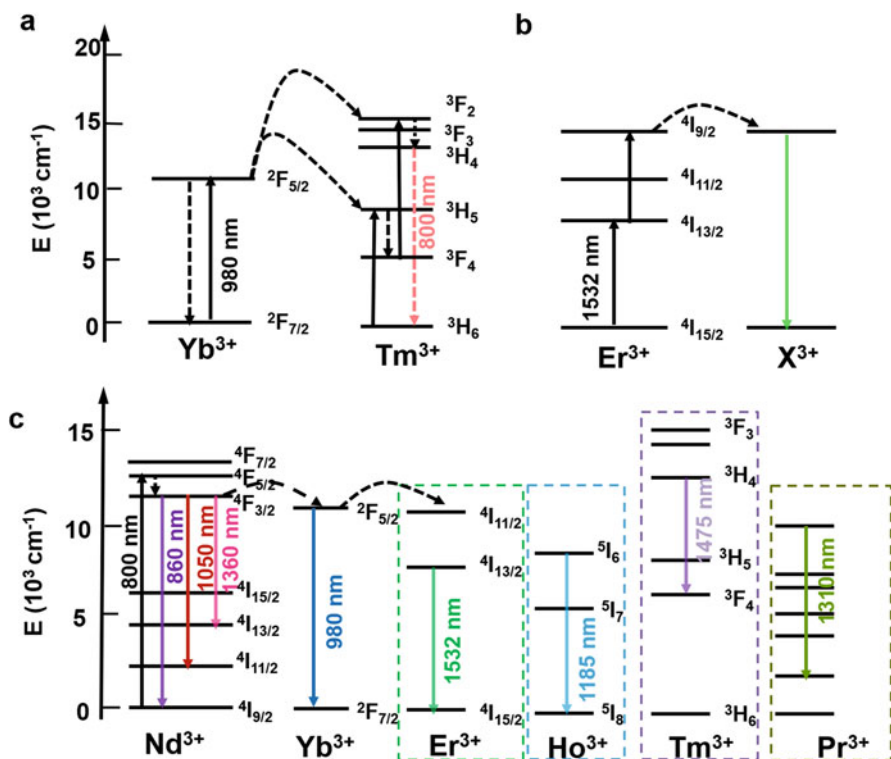 a
E (10³ cm⁻¹)
20
15
10
5
0
²F₅/₂
980 nm
²F₇/₂
Yb³⁺
³F₂
³F₃
³H₄
³H₅
800 nm
³F₄
³H₆
Tm³⁺
b
⁴I₉/₂
⁴I₁₁/₂
⁴I₁₃/₂
1532 nm
⁴I₁₅/₂
Er³⁺
X³⁺
c
E (10³ cm⁻¹)
15
10
5
0
⁴F₇/₂
⁴F₅/₂
⁴F₃/₂
800 nm
860 nm
1050 nm
1360 nm
⁴I₁₅/₂
⁴I₁₃/₂
⁴I₁₁/₂
⁴I₉/₂
Nd³⁺
²F₅/₂
980 nm
²F₇/₂
Yb³⁺
⁴I₁₁/₂
⁴I₁₃/₂
1532 nm
⁴I₁₅/₂
Er³⁺
⁵I₆
⁵I₇
1185 nm
⁵I₈
Ho³⁺
³F₃
³H₄
1475 nm
³H₅
³F₄
³H₆
Tm³⁺
1310 nm
Pr³⁺